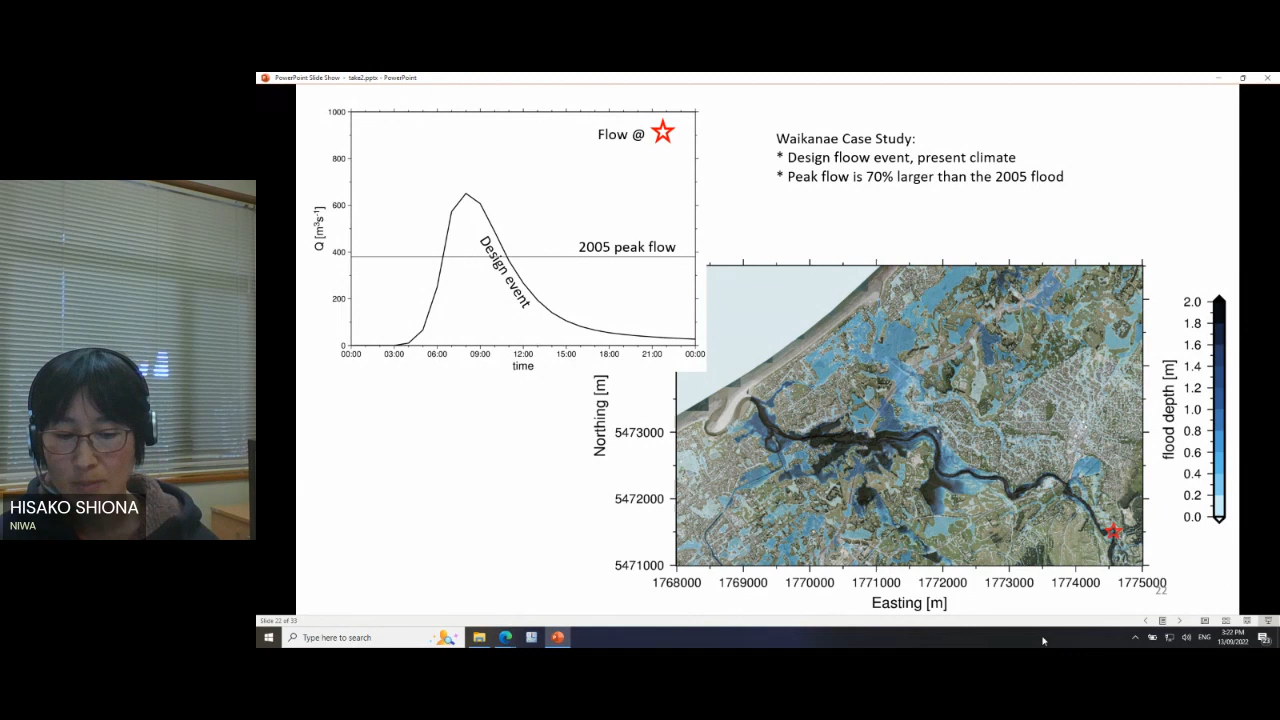 PowerPoint Slide Show - take2.pptx - PowerPoint
1000
800
600
400
200
0
Q [m³s⁻¹]
Flow @
2005 peak flow
Design event
00:00 03:00 06:00 09:00 12:00 15:00 18:00 21:00 00:00
time
Waikanae Case Study:
* Design floow event, present climate
* Peak flow is 70% larger than the 2005 flood
Northing [m]
5473000
5472000
5471000
1768000 1769000 1770000 1771000 1772000 1773000 1774000 1775000
Easting [m]
22
flood depth [m]
2.0
1.8
1.6
1.4
1.2
1.0
0.8
0.6
0.4
0.2
0.0
HISAKO SHIONA
NIWA
Slide 22 of 33
Type here to search
ENG
3:22 PM
13/09/2022